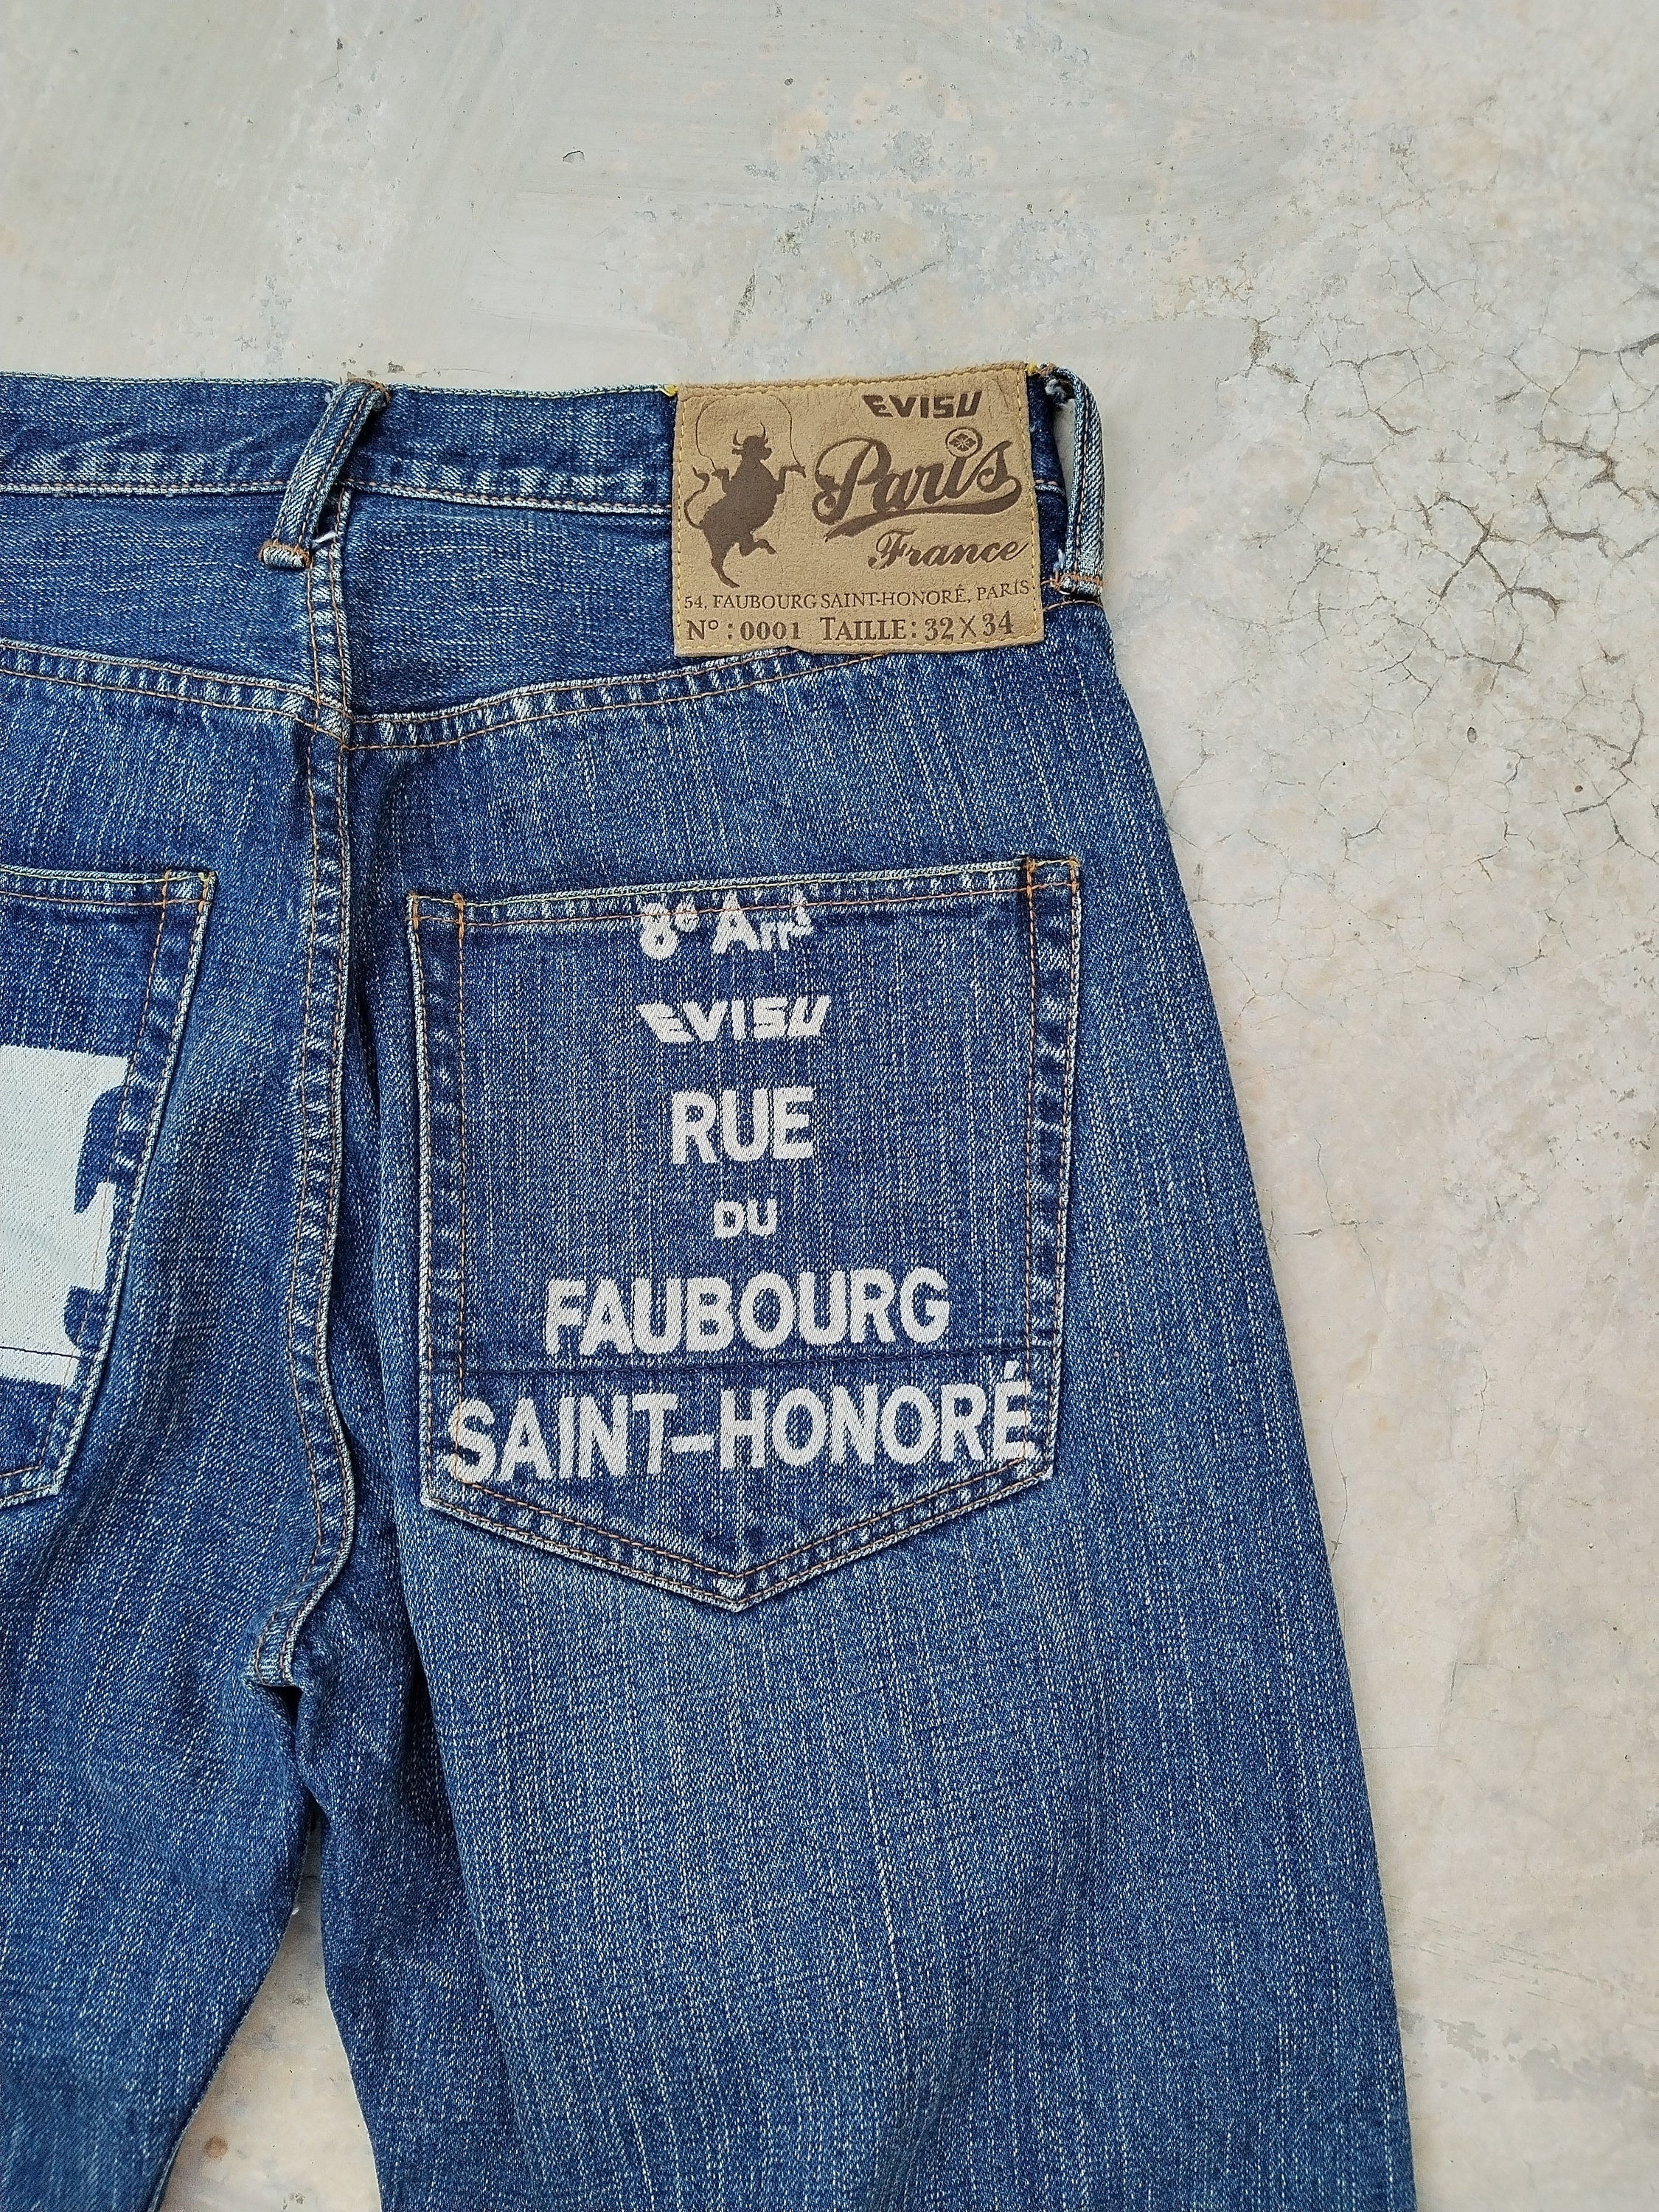 EVISU
Paris
France
54, FAUBOURG SAINT-HONORÉ, PARIS
N° : 0001 TAILLE: 32 X 34
8e Arrt
EVISU
RUE
DU
FAUBOURG
SAINT-HONORÉ